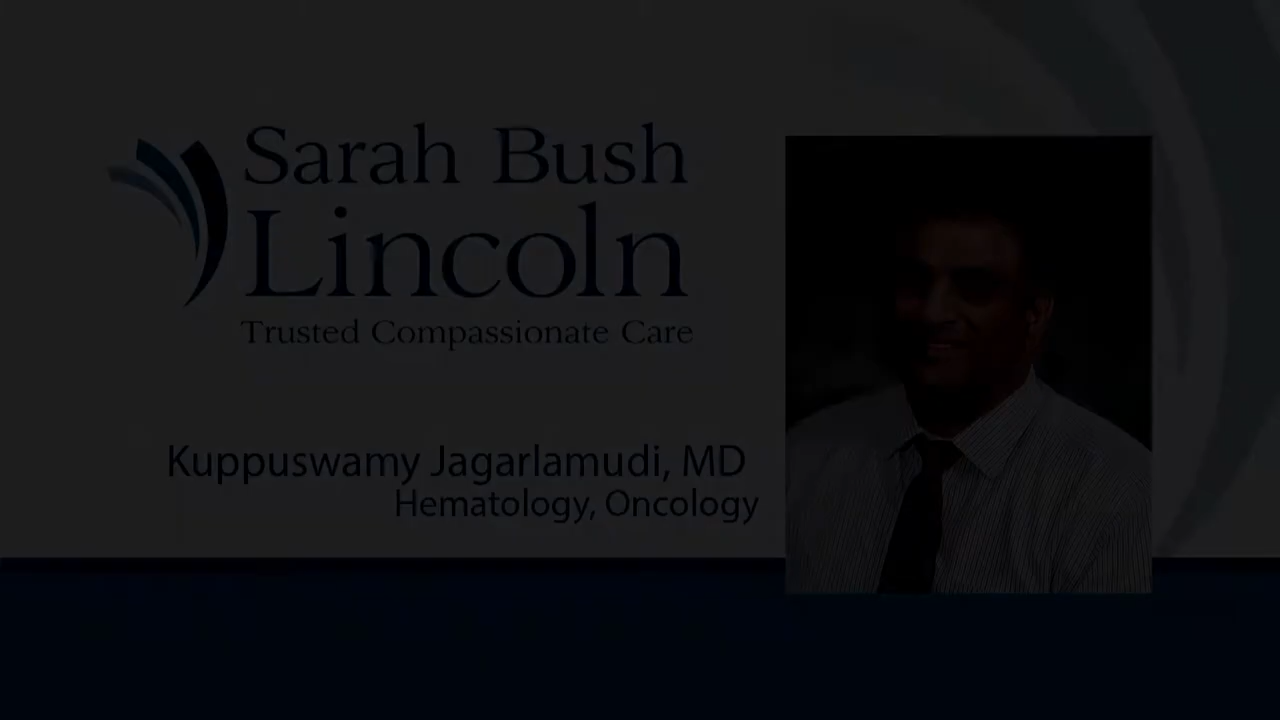 Sarah Bush
Lincoln
Trusted Compassionate Care
Kuppuswamy Jagarlamudi, MD
Hematology, Oncology